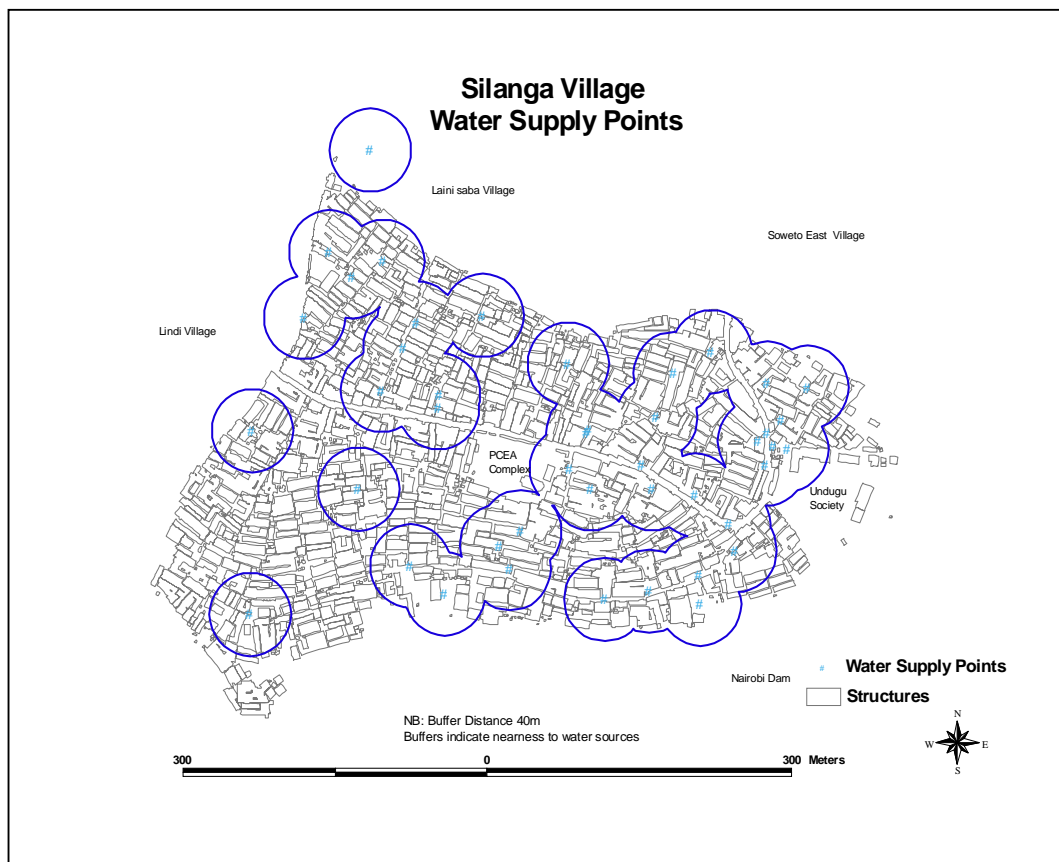 Silanga Village
Water Supply Points
Laini saba Village
Soweto East Village
Lindi Village
PCEA
Complex
Undugu
Society
Nairobi Dam
# Water Supply Points
Structures
NB: Buffer Distance 40m
Buffers indicate nearness to water sources
300 0 300 Meters
N
W E
S